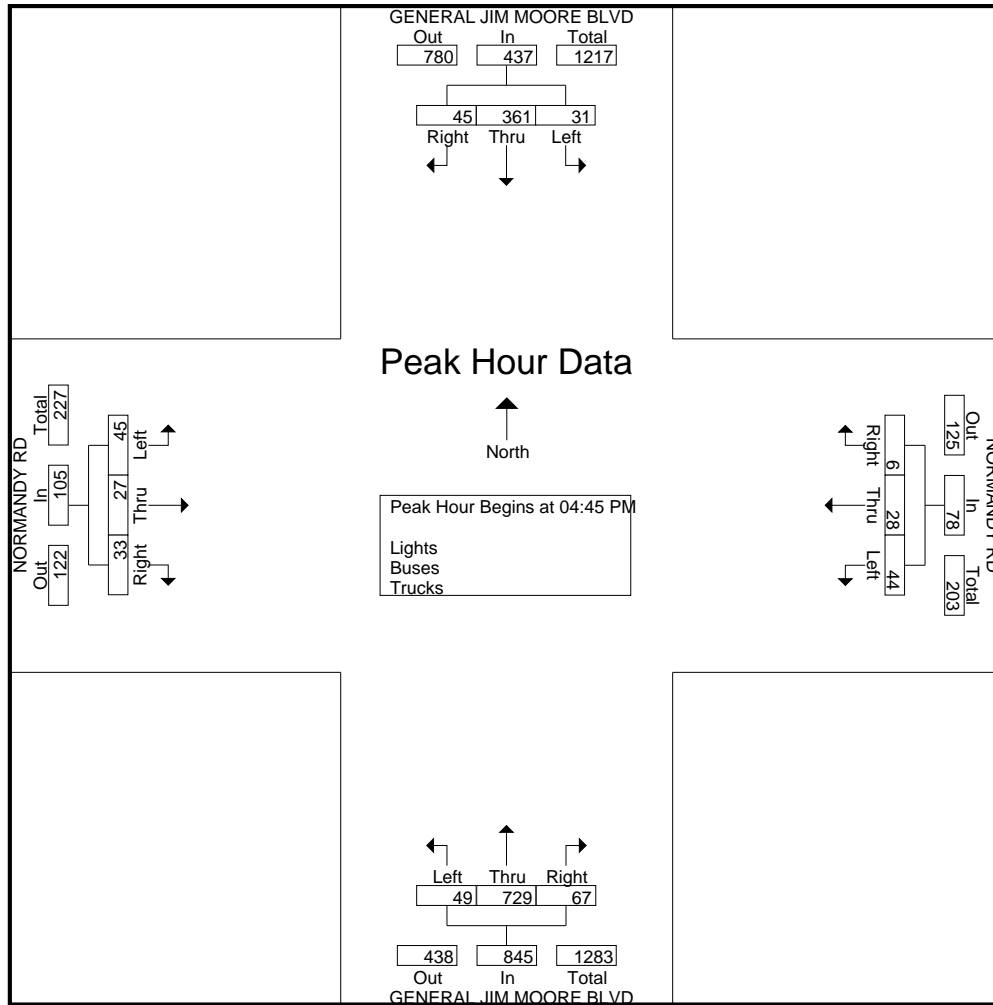 GENERAL JIM MOORE BLVD
Out In Total
780 437 1217
45 361 31
Right Thru Left
Peak Hour Data
North
Peak Hour Begins at 04:45 PM
Lights
Buses
Trucks
NORMANDY RD
Total In Out
227 105 122
45 27 33
Left Thru Right
Right Thru Left
6 28 44
Out In Total
125 78 203
NORMANDY RD
Left Thru Right
49 729 67
438 845 1283
Out In Total
GENERAL JIM MOORE BLVD